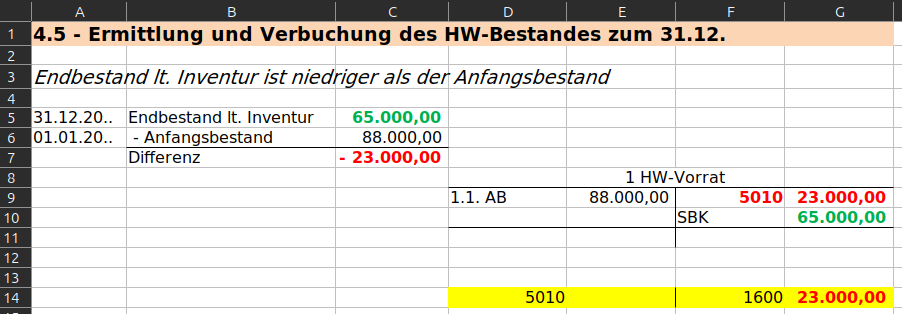 A B C D E F G
1 4.5 - Ermittlung und Verbuchung des HW-Bestandes zum 31.12.
2
3 Endbestand lt. Inventur ist niedriger als der Anfangsbestand
4
5 31.12.20.. Endbestand lt. Inventur 65.000,00
6 01.01.20.. - Anfangsbestand 88.000,00
7 Differenz - 23.000,00
8 1 HW-Vorrat
9 1.1. AB 88.000,00 5010 23.000,00
10 SBK 65.000,00
11
12
13
14 5010 1600 23.000,00